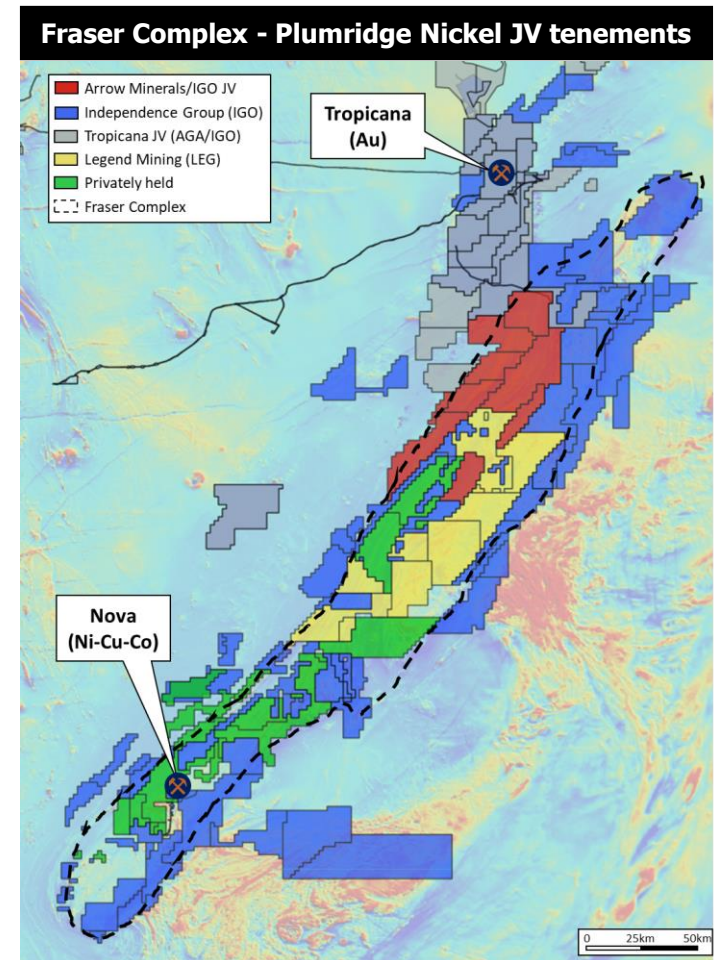 Fraser Complex - Plumridge Nickel JV tenements
Arrow Minerals/IGO JV
Independence Group (IGO)
Tropicana JV (AGA/IGO)
Legend Mining (LEG)
Privately held
Fraser Complex
Tropicana
(Au)
Nova
(Ni-Cu-Co)
0 25km 50km